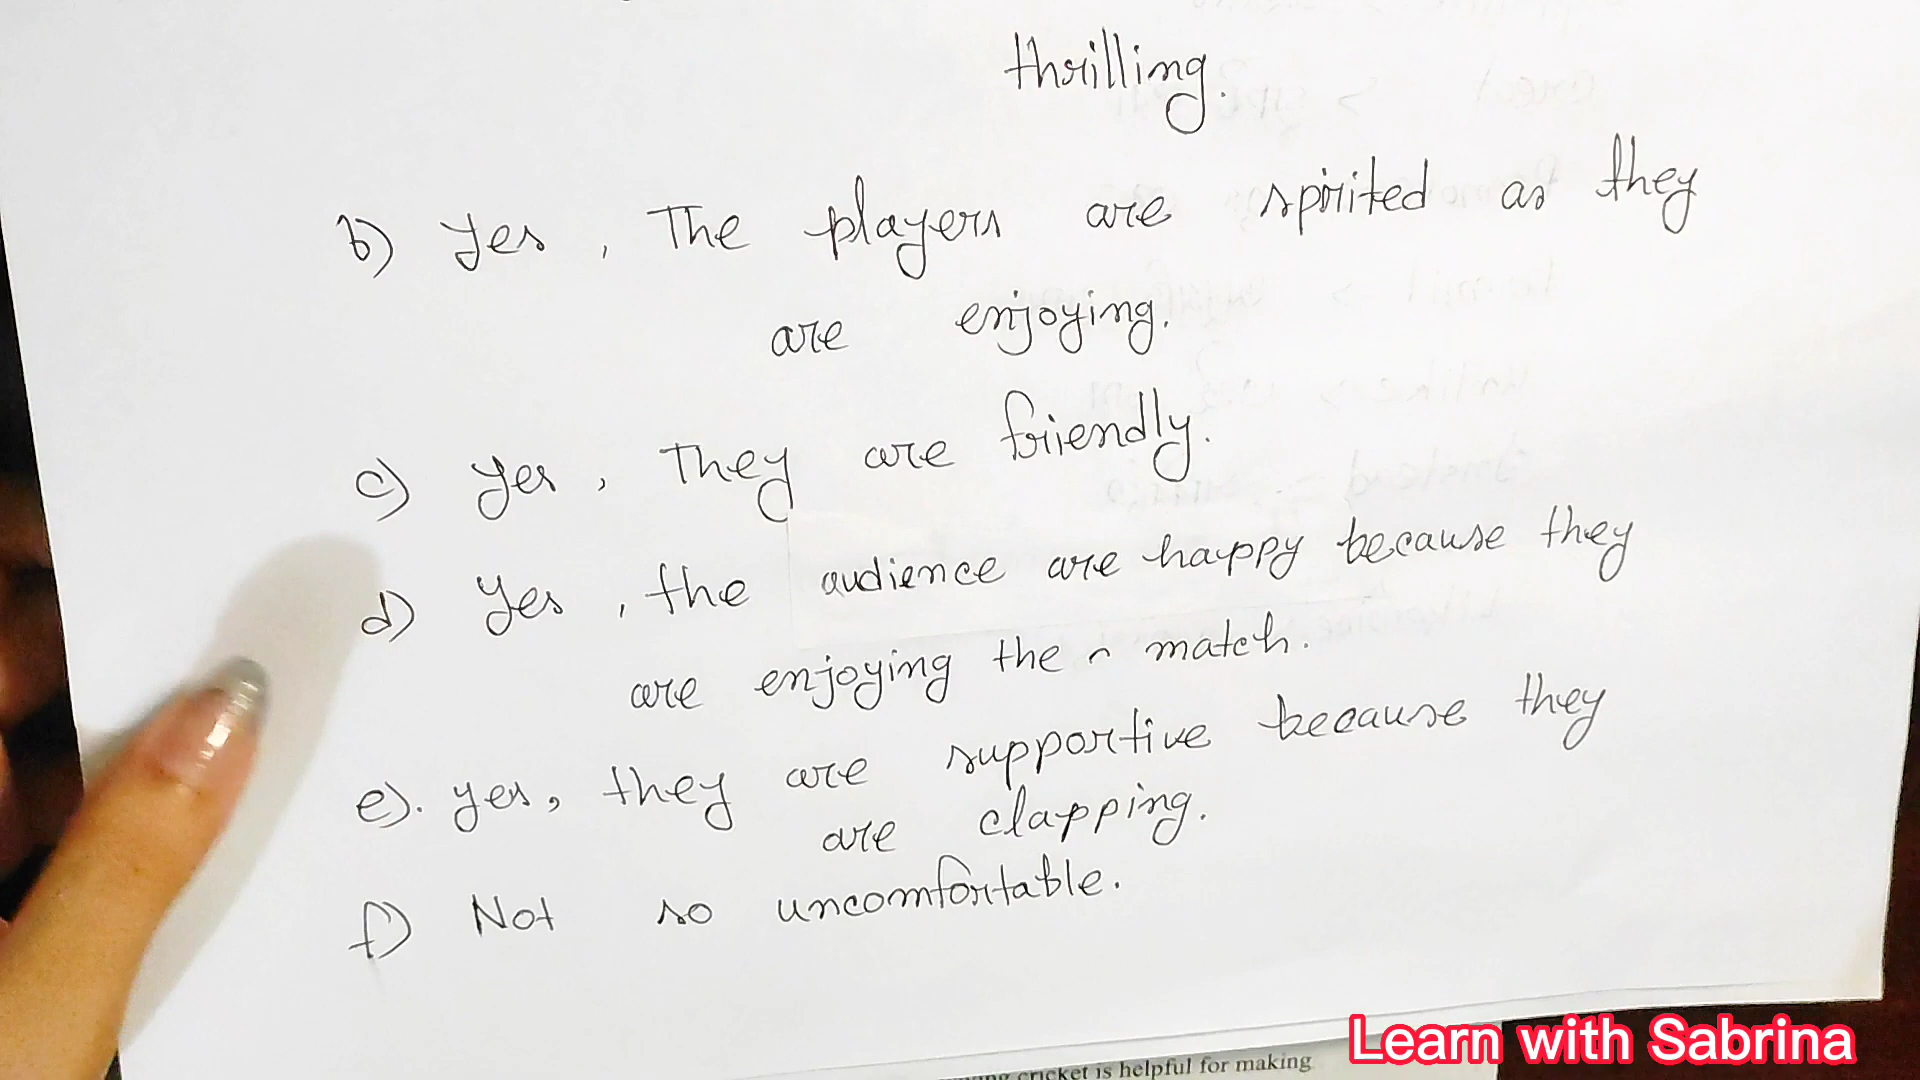 thrilling.
b) Yes, The players are spirited as they
are enjoying.
c) Yes, They are friendly.
d) Yes, the audience are happy because they
are enjoying the match.
e). yes, they are supportive because they
are clapping.
f) Not so uncomfortable.
Learn with Sabrina
cricket is helpful for making